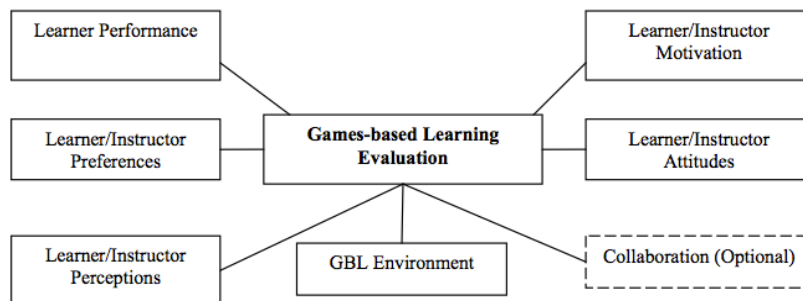 Learner Performance
Learner/Instructor
Motivation
Games-based Learning
Evaluation
Learner/Instructor
Preferences
Learner/Instructor
Attitudes
Learner/Instructor
Perceptions
GBL Environment
Collaboration (Optional)